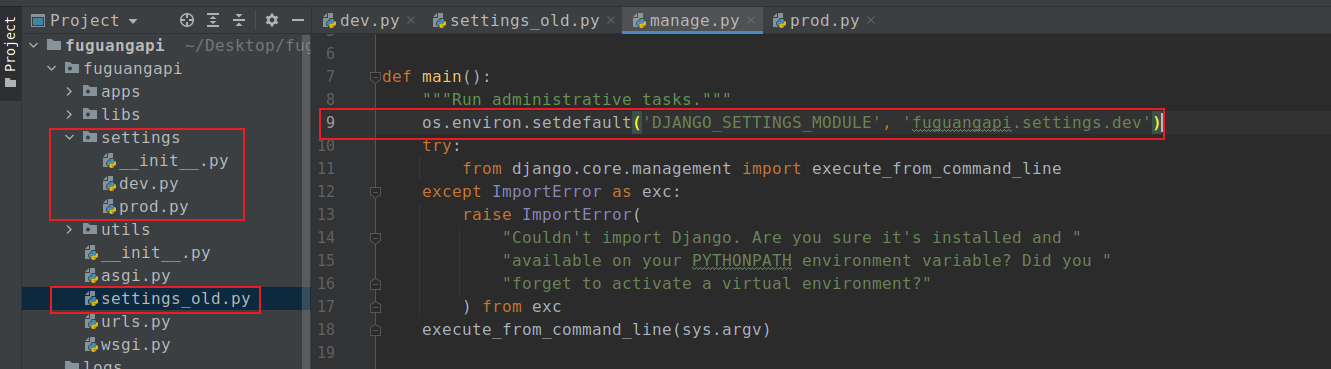 Project
Project
dev.py
settings_old.py
manage.py
prod.py
fuguangapi ~/Desktop/fug
fuguangapi
apps
libs
settings
__init__.py
dev.py
prod.py
utils
__init__.py
asgi.py
settings_old.py
urls.py
wsgi.py
logs
6
7 def main():
8 """Run administrative tasks."""
9 os.environ.setdefault('DJANGO_SETTINGS_MODULE', 'fuguangapi.settings.dev')
10 try:
11 from django.core.management import execute_from_command_line
12 except ImportError as exc:
13 raise ImportError(
14 "Couldn't import Django. Are you sure it's installed and "
15 "available on your PYTHONPATH environment variable? Did you "
16 "forget to activate a virtual environment?"
17 ) from exc
18 execute_from_command_line(sys.argv)
19